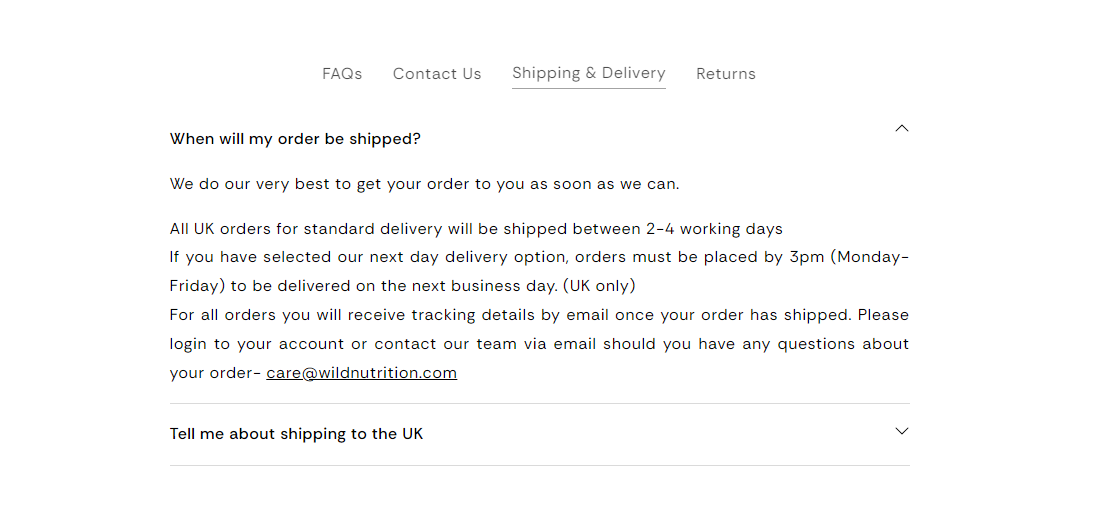 FAQs Contact Us Shipping & Delivery Returns
When will my order be shipped?
We do our very best to get your order to you as soon as we can.
All UK orders for standard delivery will be shipped between 2-4 working days
If you have selected our next day delivery option, orders must be placed by 3pm (Monday-
Friday) to be delivered on the next business day. (UK only)
For all orders you will receive tracking details by email once your order has shipped. Please
login to your account or contact our team via email should you have any questions about
your order- care@wildnutrition.com
Tell me about shipping to the UK